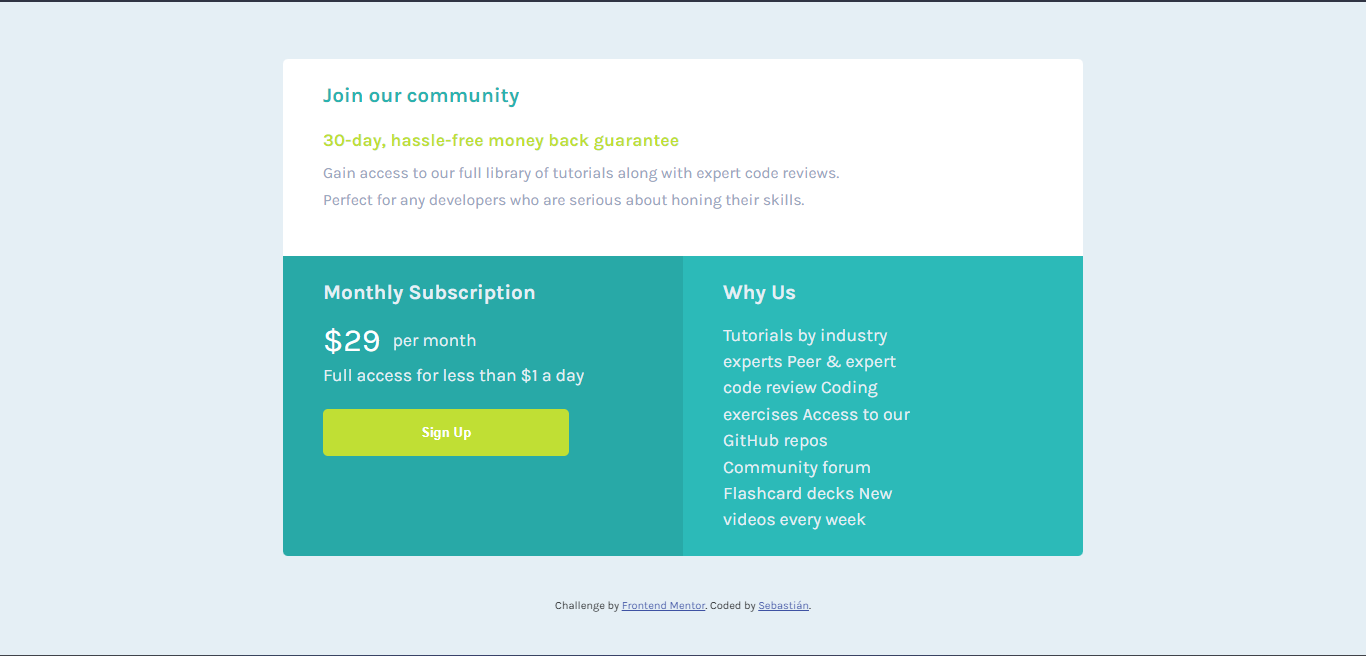 Join our community
30-day, hassle-free money back guarantee
Gain access to our full library of tutorials along with expert code reviews.
Perfect for any developers who are serious about honing their skills.
Monthly Subscription
$29 per month
Full access for less than $1 a day
Sign Up
Why Us
Tutorials by industry
experts Peer & expert
code review Coding
exercises Access to our
GitHub repos
Community forum
Flashcard decks New
videos every week
Challenge by Frontend Mentor. Coded by Sebastián.